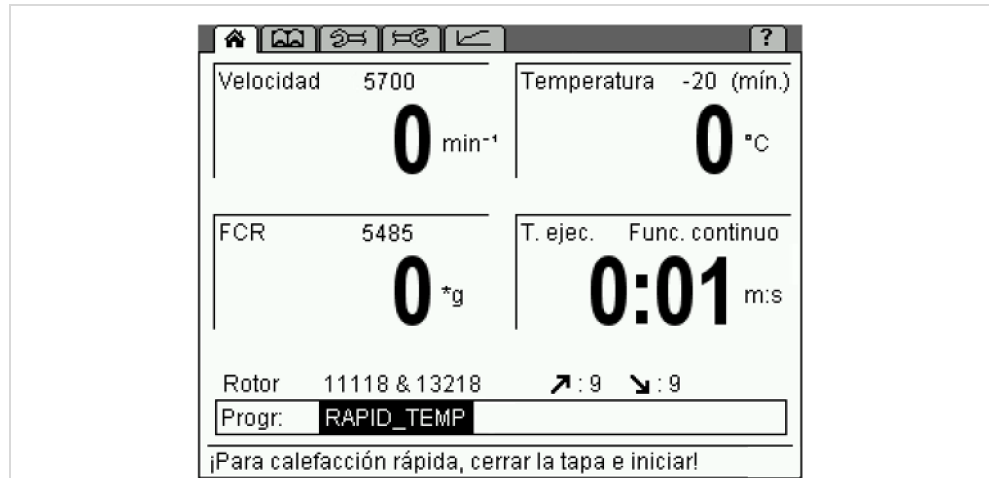 ?
Velocidad 5700
0 min⁻¹
Temperatura -20 (mín.)
0 °C
FCR 5485
0 *g
T. ejec. Func. continuo
0:01 m:s
Rotor 11118 & 13218 ↗: 9 ↘: 9
Progr: RAPID_TEMP
¡Para calefacción rápida, cerrar la tapa e iniciar!